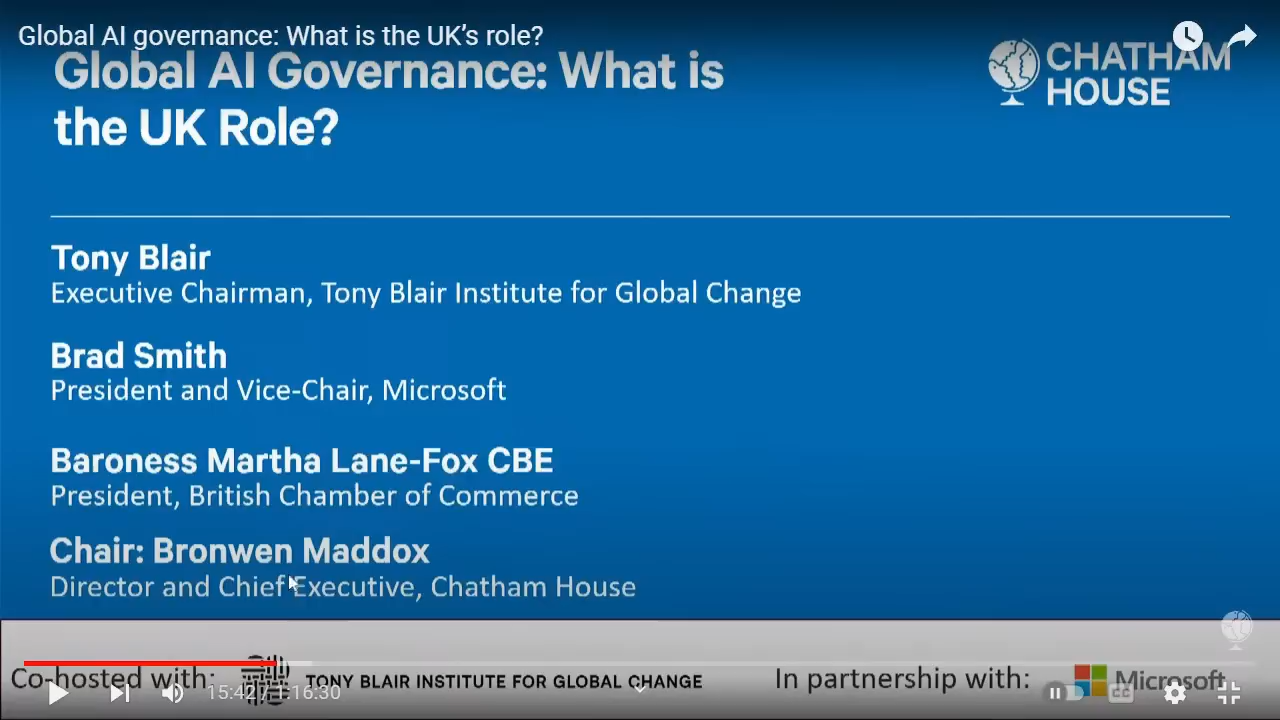 Global AI governance: What is the UK's role?
Global AI Governance: What is
the UK Role?
CHATHAM
HOUSE
Tony Blair
Executive Chairman, Tony Blair Institute for Global Change
Brad Smith
President and Vice-Chair, Microsoft
Baroness Martha Lane-Fox CBE
President, British Chamber of Commerce
Chair: Bronwen Maddox
Director and Chief Executive, Chatham House
Co-hosted with:
TONY BLAIR INSTITUTE FOR GLOBAL CHANGE
In partnership with:
Microsoft
15:42 / 1:16:30
CC